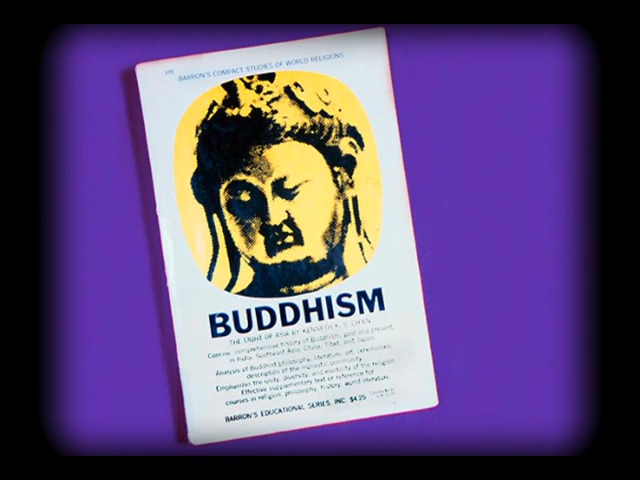 BARRON'S COMPACT STUDIES OF WORLD RELIGIONS
BUDDHISM
THE LIGHT OF ASIA BY KENNETH K. S. CH'EN
Concise, comprehensive history of Buddhism, past and present,
in India, Southeast Asia, China, Tibet, and Japan
Analysis of Buddhist philosophy, literature, art, ceremonies;
description of the monastic community
Emphasizes the unity, diversity, and elasticity of the religion
Effective supplementary text or reference for
courses in religion, philosophy, history, world literature
BARRON'S EDUCATIONAL SERIES, INC. $4.25